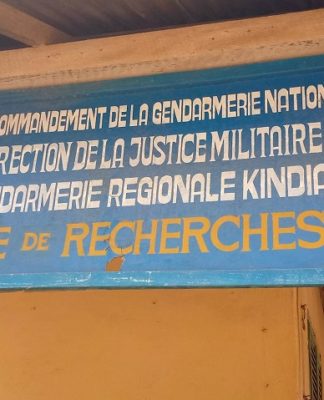 COMMANDEMENT DE LA GENDARMERIE NATION
RECTION DE LA JUSTICE MILITAIRE
NDARMERIE REGIONALE KINDIA
E DE RECHERCHES